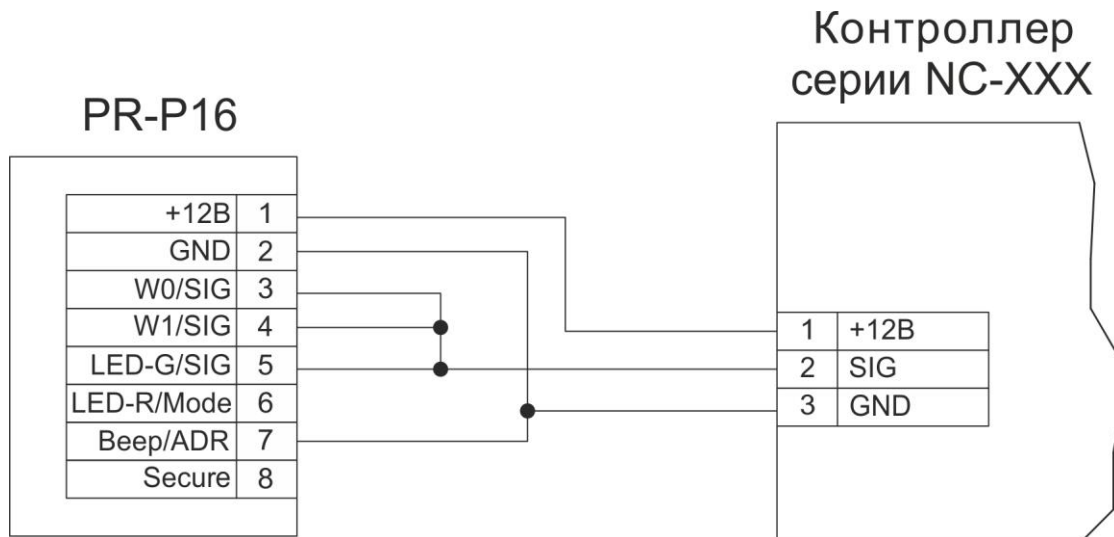 Контроллер
серии NC-XXX
PR-P16
+12В 1
GND 2
W0/SIG 3
W1/SIG 4
LED-G/SIG 5
LED-R/Mode 6
Beep/ADR 7
Secure 8
1 +12В
2 SIG
3 GND